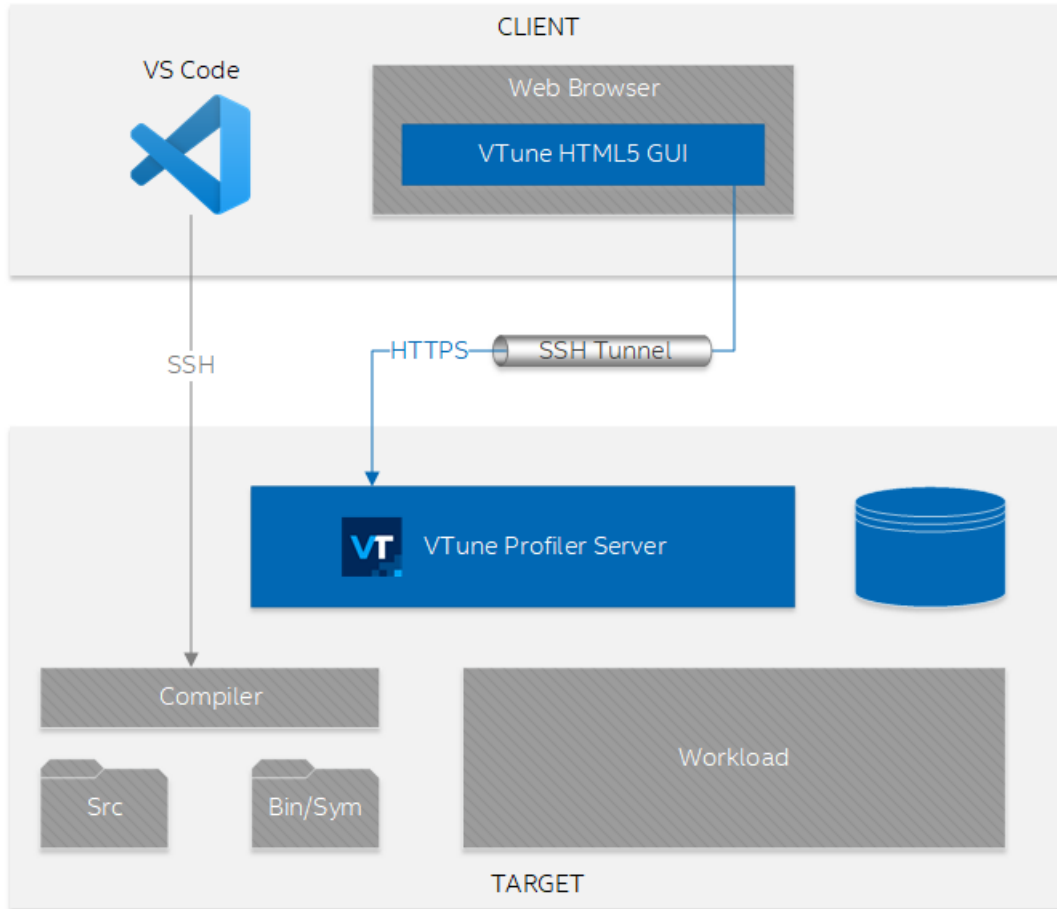 CLIENT
VS Code
Web Browser
VTune HTML5 GUI
HTTPS
SSH Tunnel
SSH
VT
VTune Profiler Server
Compiler
Workload
Src
Bin/Sym
TARGET